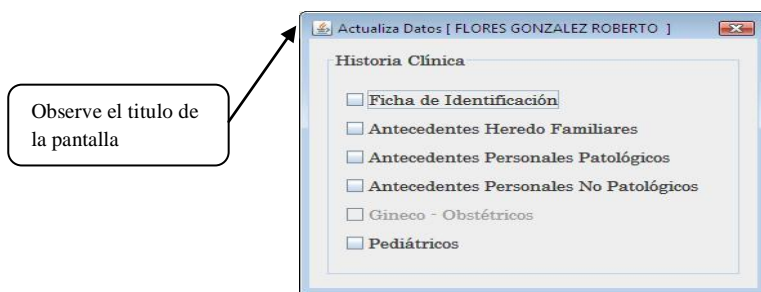 Actualiza Datos [ FLORES GONZALEZ ROBERTO ]
Historia Clínica
Observe el titulo de
la pantalla
Ficha de Identificación
Antecedentes Heredo Familiares
Antecedentes Personales Patológicos
Antecedentes Personales No Patológicos
Gineco - Obstétricos
Pediátricos